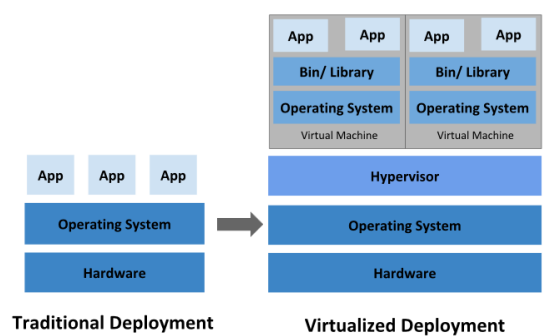 App App App
Operating System
Hardware
Traditional Deployment
App App App App
Bin/ Library Bin/ Library
Operating System Operating System
Virtual Machine Virtual Machine
Hypervisor
Operating System
Hardware
Virtualized Deployment